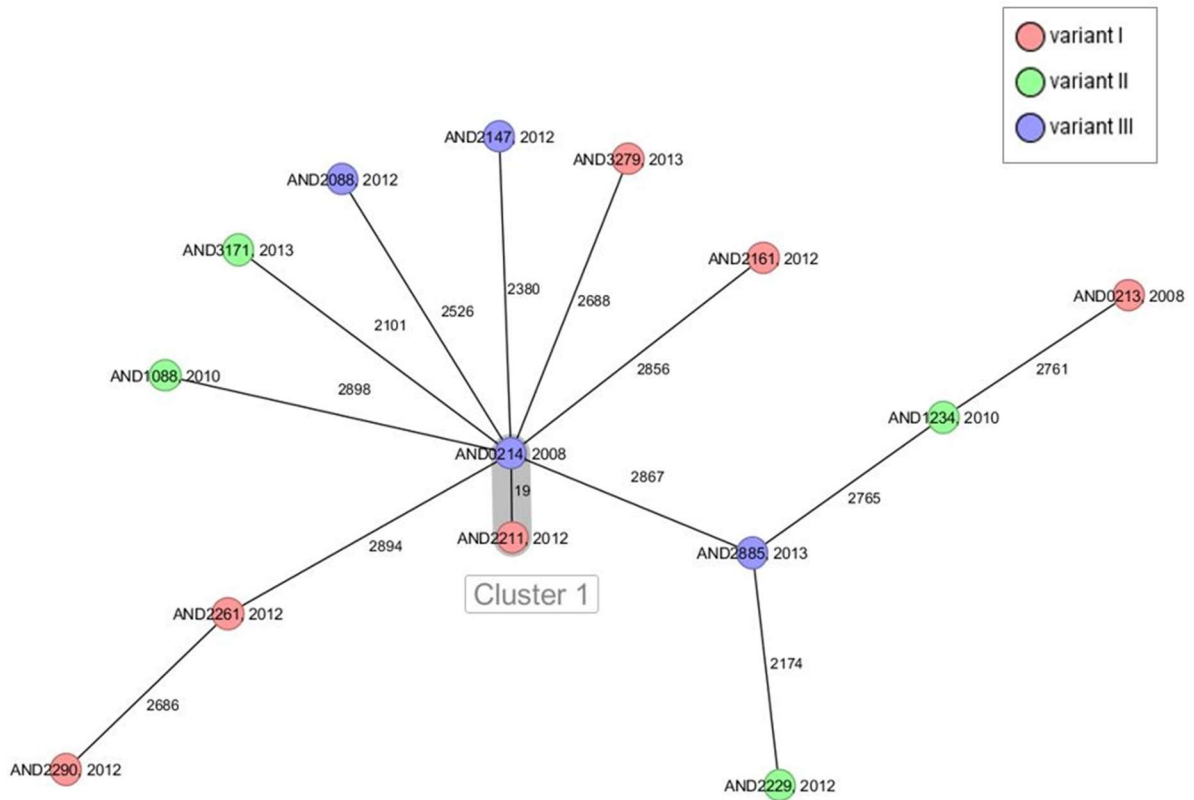 variant I
variant II
variant III
AND2147, 2012
AND3279, 2013
AND2088, 2012
AND3171, 2013
AND2161, 2012
AND0213, 2008
2380
2688
2526
2101
2856
2761
AND1088, 2010
2898
AND1234, 2010
AND0214, 2008
2867
19
2765
AND2211, 2012
2894
AND2885, 2013
Cluster 1
AND2261, 2012
2174
2686
AND2290, 2012
AND2229, 2012